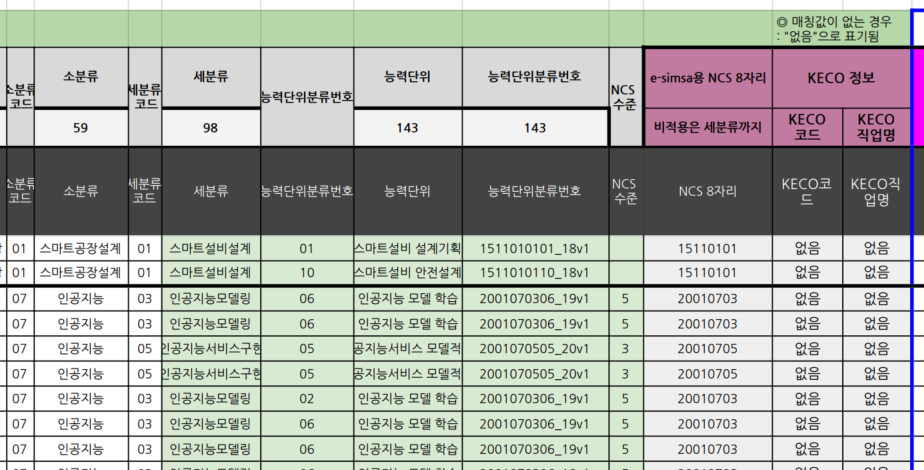 ◎ 매칭값이 없는 경우
: "없음"으로 표기됨
소분류 코드 소분류 세분류 코드 세분류 능력단위분류번호 능력단위 능력단위분류번호 NCS 수준 e-simsa용 NCS 8자리 KECO 정보
59 98 143 143 비적용은 세분류까지 KECO 코드 KECO 직업명
소분류 코드 소분류 세분류 코드 세분류 능력단위분류번호 능력단위 능력단위분류번호 NCS 수준 NCS 8자리 KECO코드 KECO직업명
01 스마트공장설계 01 스마트설비설계 01 스마트설비 설계기획 1511010101_18v1 15110101 없음 없음
01 스마트공장설계 01 스마트설비설계 10 스마트설비 안전설계 1511010110_18v1 15110101 없음 없음
07 인공지능 03 인공지능모델링 06 인공지능 모델 학습 2001070306_19v1 5 20010703 없음 없음
07 인공지능 03 인공지능모델링 06 인공지능 모델 학습 2001070306_19v1 5 20010703 없음 없음
07 인공지능 05 인공지능서비스구현 05 공지능서비스 모델적 2001070505_20v1 3 20010705 없음 없음
07 인공지능 05 인공지능서비스구현 05 공지능서비스 모델적 2001070505_20v1 3 20010705 없음 없음
07 인공지능 03 인공지능모델링 02 인공지능 모델 학습 2001070306_19v1 5 20010703 없음 없음
07 인공지능 03 인공지능모델링 06 인공지능 모델 학습 2001070306_19v1 5 20010703 없음 없음
07 인공지능 03 인공지능모델링 06 인공지능 모델 학습 2001070306_19v1 5 20010703 없음 없음